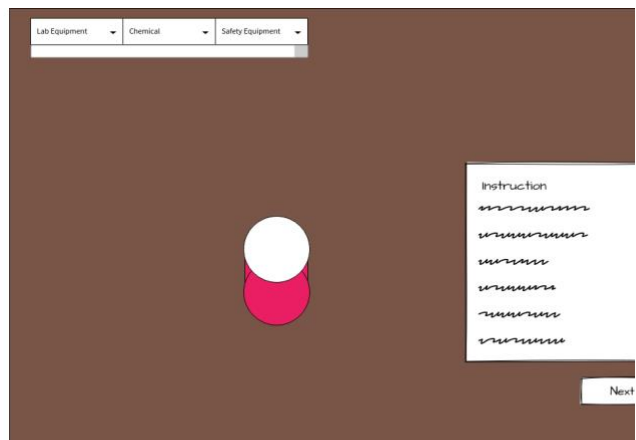 Lab Equipment
Chemical
Safety Equipment
Instruction
Next